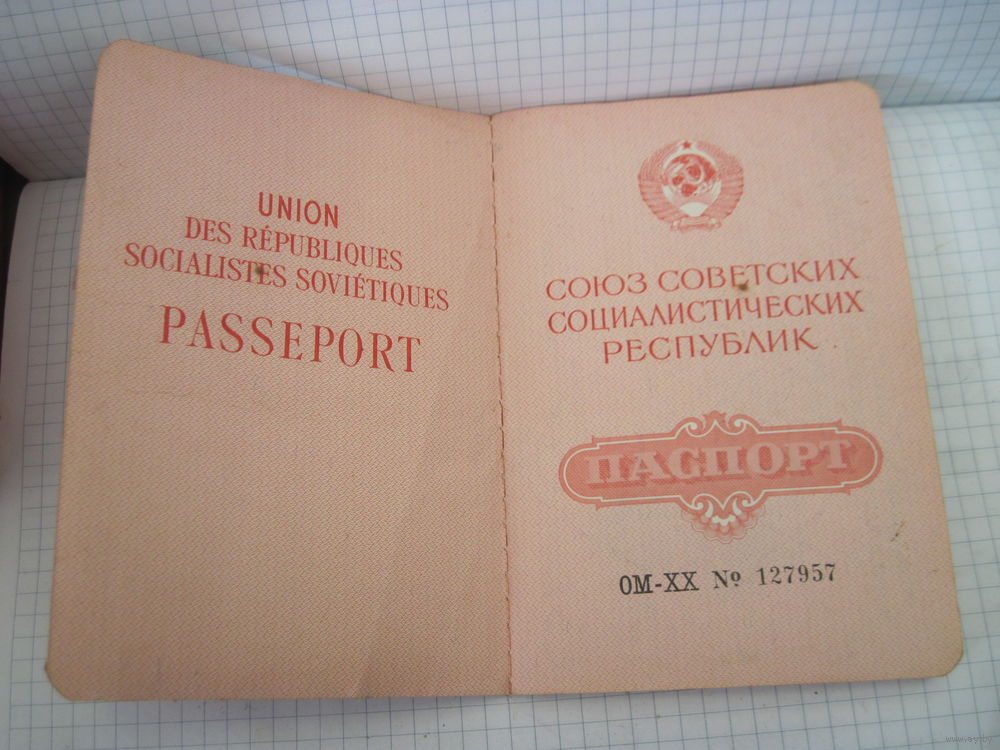 UNION
DES RÉPUBLIQUES
SOCIALISTES SOVIÉTIQUES
PASSEPORT
СОЮЗ СОВЕТСКИХ
СОЦИАЛИСТИЧЕСКИХ
РЕСПУБЛИК
ПАСПОРТ
ОМ-XX № 127957